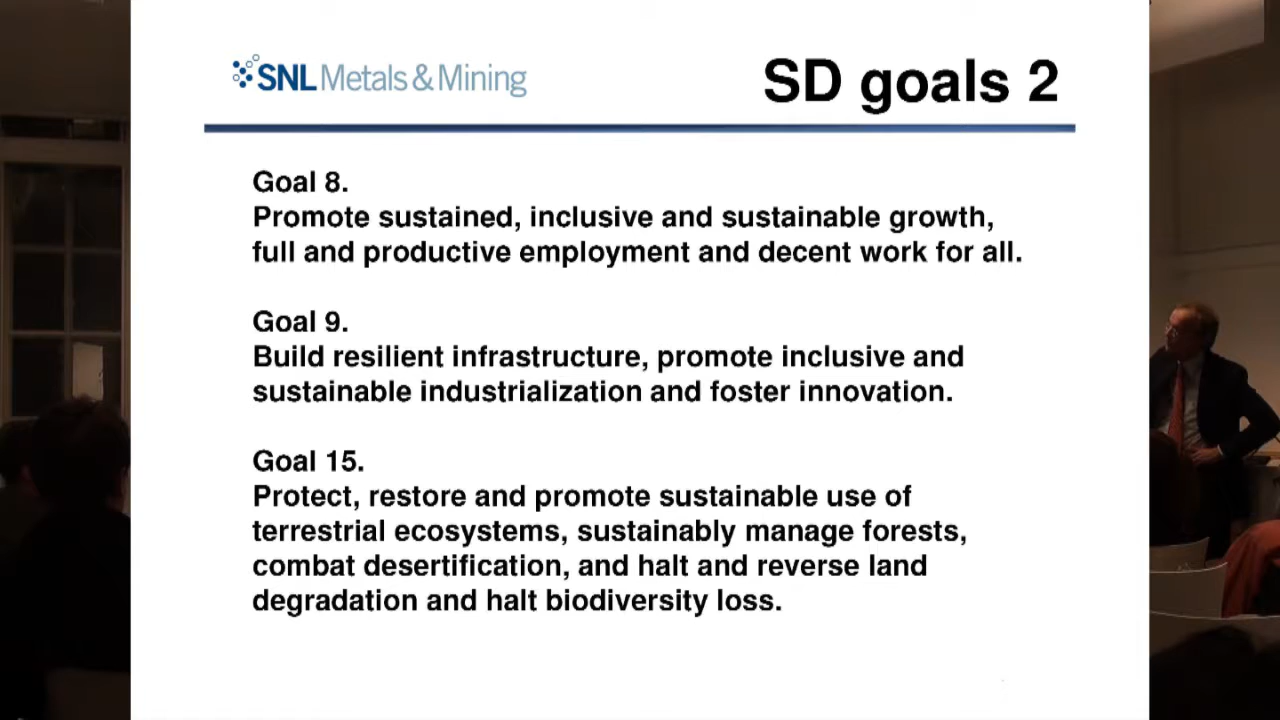 SNL Metals & Mining
SD goals 2
Goal 8.
Promote sustained, inclusive and sustainable growth,
full and productive employment and decent work for all.
Goal 9.
Build resilient infrastructure, promote inclusive and
sustainable industrialization and foster innovation.
Goal 15.
Protect, restore and promote sustainable use of
terrestrial ecosystems, sustainably manage forests,
combat desertification, and halt and reverse land
degradation and halt biodiversity loss.